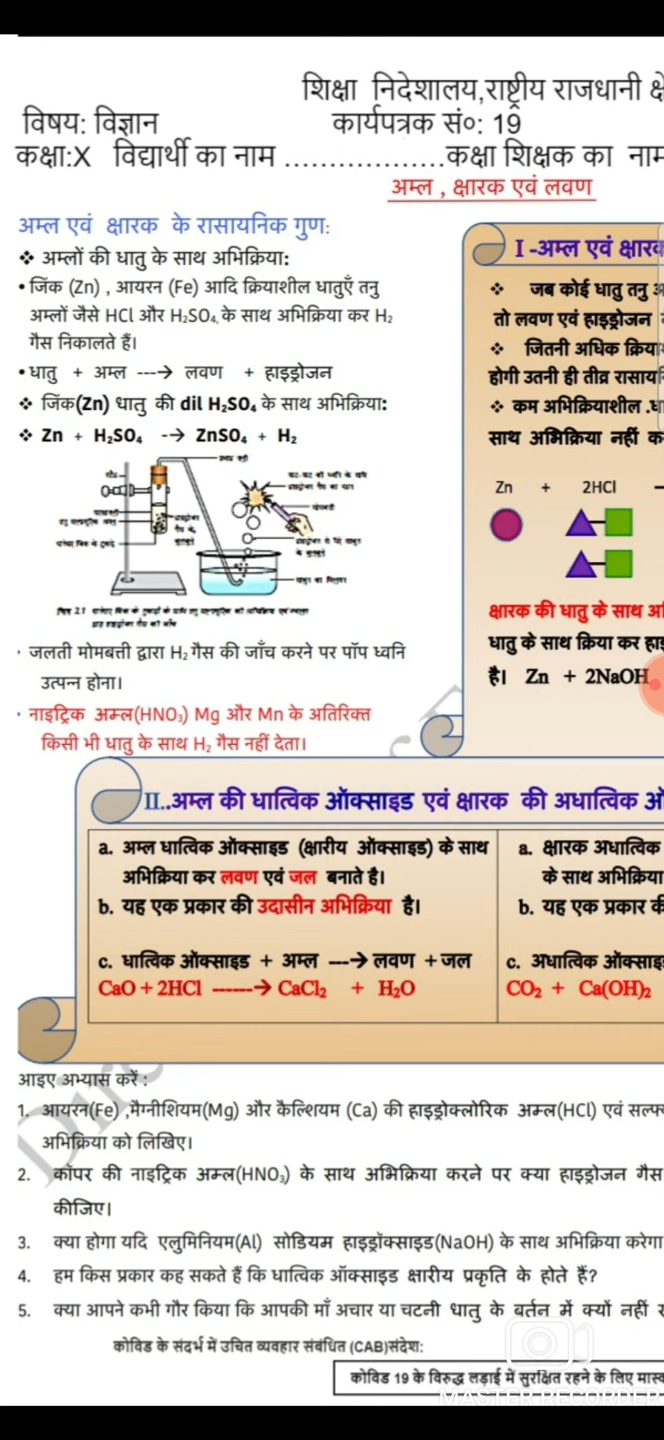 शिक्षा निदेशालय,राष्ट्रीय राजधानी क्षे
विषय: विज्ञान कार्यपत्रक सं०: 19
कक्षा:X विद्यार्थी का नाम ..................कक्षा शिक्षक का नाम
अम्ल , क्षारक एवं लवण
अम्ल एवं क्षारक के रासायनिक गुण:
❖ अम्लों की धातु के साथ अभिक्रिया:
• जिंक (Zn) , आयरन (Fe) आदि क्रियाशील धातुएँ तनु
अम्लों जैसे HCl और H₂SO₄ के साथ अभिक्रिया कर H₂
गैस निकालते हैं।
• धातु + अम्ल ---→ लवण + हाइड्रोजन
❖ जिंक(Zn) धातु की dil H₂SO₄ के साथ अभिक्रिया:
❖ Zn + H₂SO₄ --→ ZnSO₄ + H₂
साबुन का विलयन
· जलती मोमबत्ती द्वारा H₂ गैस की जाँच करने पर पॉप ध्वनि
उत्पन्न होना।
· नाइट्रिक अम्ल(HNO₃) Mg और Mn के अतिरिक्त
किसी भी धातु के साथ H₂ गैस नहीं देता।
I -अम्ल एवं क्षारक
❖ जब कोई धातु तनु अ
तो लवण एवं हाइड्रोजन
❖ जितनी अधिक क्रिया
होगी उतनी ही तीव्र रासाय
❖ कम अभिक्रियाशील .धा
साथ अभिक्रिया नहीं क
Zn + 2HCl
क्षारक की धातु के साथ अ
धातु के साथ क्रिया कर हा
है। Zn + 2NaOH
II..अम्ल की धात्विक ऑक्साइड एवं क्षारक की अधात्विक ऑ
a. अम्ल धात्विक ऑक्साइड (क्षारीय ऑक्साइड) के साथ
अभिक्रिया कर लवण एवं जल बनाते है।
b. यह एक प्रकार की उदासीन अभिक्रिया है।
c. धात्विक ऑक्साइड + अम्ल ---→ लवण + जल
CaO + 2HCl ------→ CaCl₂ + H₂O
a. क्षारक अधात्विक
के साथ अभिक्रिया
b. यह एक प्रकार की
c. अधात्विक ऑक्साइ
CO₂ + Ca(OH)₂
आइए अभ्यास करें :
1. आयरन(Fe) ,मैग्नीशियम(Mg) और कैल्शियम (Ca) की हाइड्रोक्लोरिक अम्ल(HCl) एवं सल्फ
अभिक्रिया को लिखिए।
2. कॉपर की नाइट्रिक अम्ल(HNO₃) के साथ अभिक्रिया करने पर क्या हाइड्रोजन गैस
कीजिए।
3. क्या होगा यदि एलुमिनियम(Al) सोडियम हाइड्रॉक्साइड(NaOH) के साथ अभिक्रिया करेगा
4. हम किस प्रकार कह सकते हैं कि धात्विक ऑक्साइड क्षारीय प्रकृति के होते हैं?
5. क्या आपने कभी गौर किया कि आपकी माँ अचार या चटनी धातु के बर्तन में क्यों नहीं र
कोविड के संदर्भ में उचित व्यवहार संबंधित (CAB)संदेश:
कोविड 19 के विरुद्ध लड़ाई में सुरक्षित रहने के लिए मास्क
MASTER RECORDER